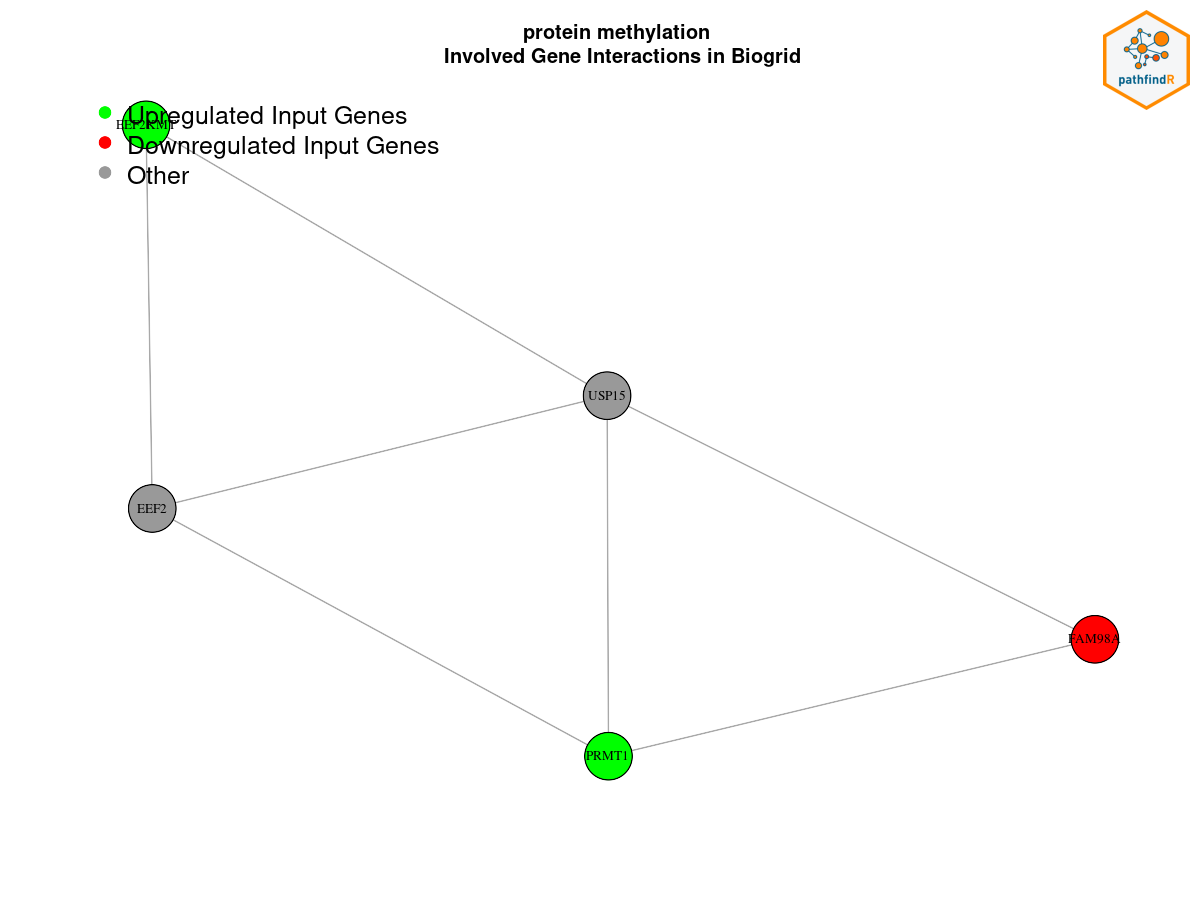 protein methylation
Involved Gene Interactions in Biogrid
pathfindR
Upregulated Input Genes
EEF2KMT
Downregulated Input Genes
Other
USP15
EEF2
FAM98A
PRMT1